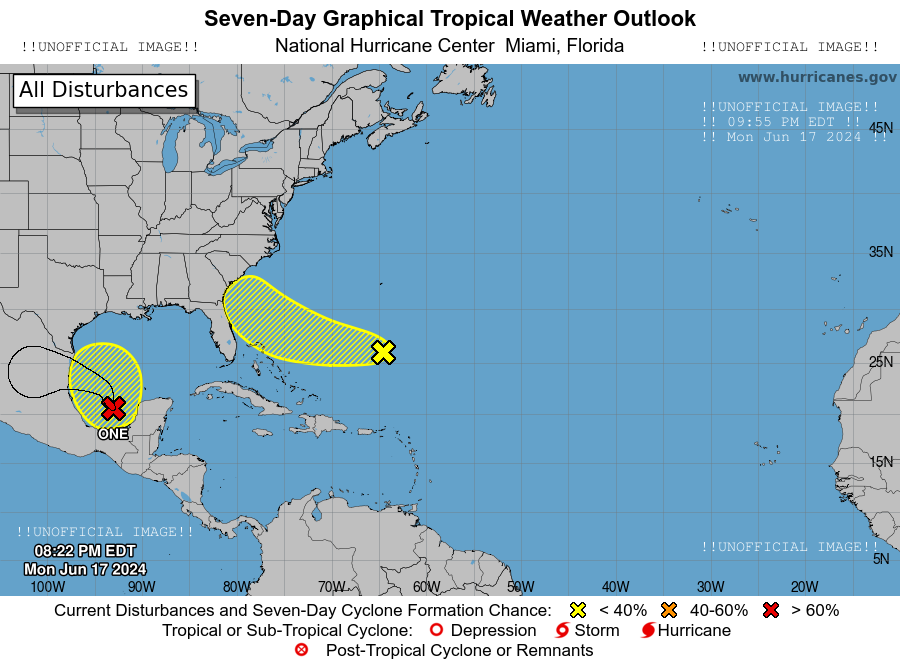 Seven-Day Graphical Tropical Weather Outlook
!!UNOFFICIAL IMAGE!! National Hurricane Center Miami, Florida !!UNOFFICIAL IMAGE!!
All Disturbances
www.hurricanes.gov
!!UNOFFICIAL IMAGE!!
!! 09:55 PM EDT !!
!! Mon Jun 17 2024 !!
45N
35N
25N
ONE
15N
!!UNOFFICIAL IMAGE!!
08:22 PM EDT
!!UNOFFICIAL IMAGE!!
5N
Mon Jun 17 2024
100W 90W 80W 70W 60W 50W 40W 30W 20W
Current Disturbances and Seven-Day Cyclone Formation Chance: < 40% 40-60% > 60%
Tropical or Sub-Tropical Cyclone: Depression Storm Hurricane
Post-Tropical Cyclone or Remnants